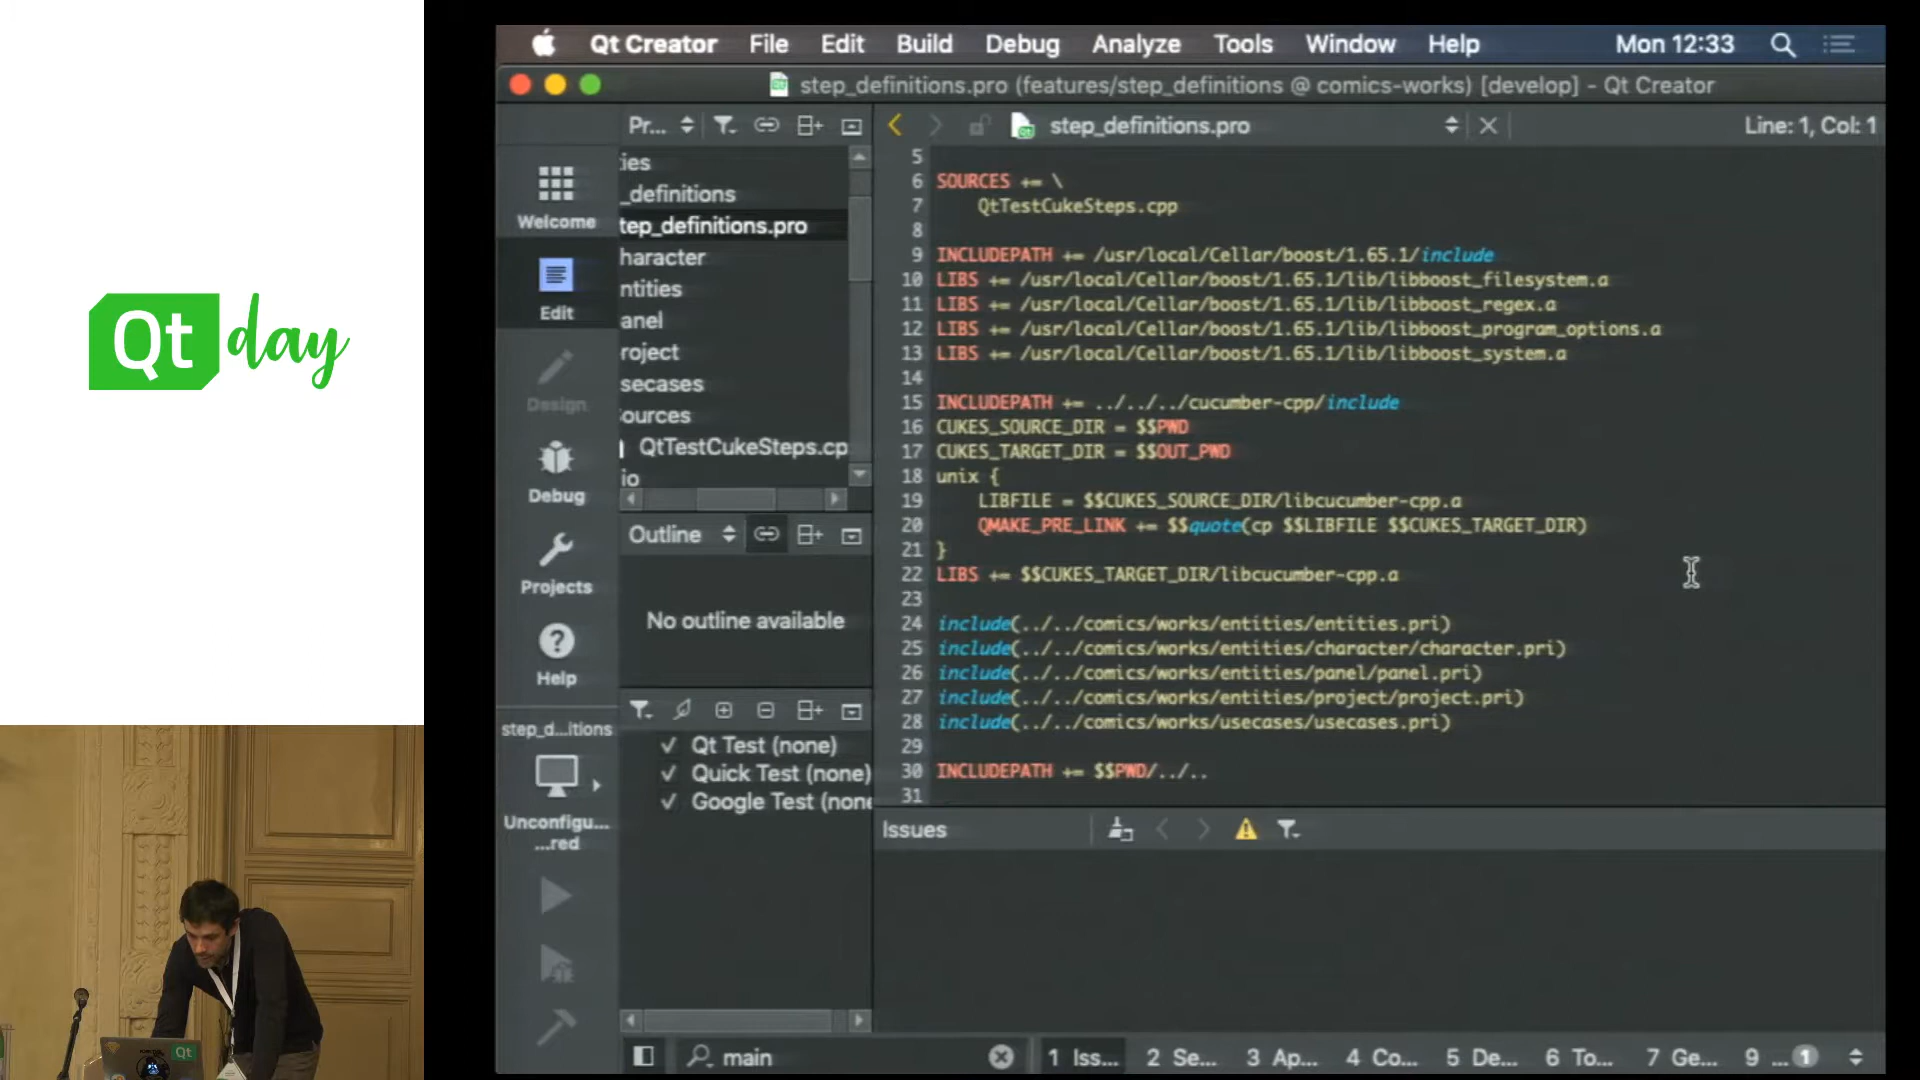 Qt day
Qt Creator File Edit Build Debug Analyze Tools Window Help Mon 12:33
step_definitions.pro (features/step_definitions @ comics-works) [develop] - Qt Creator
Pr...
step_definitions.pro
Line: 1, Col: 1
Welcome
Edit
Design
Debug
Projects
Help
step_d...itions
Unconfigu...
...red
ties
_definitions
tep_definitions.pro
haracter
ntities
anel
roject
secases
ources
QtTestCukeSteps.cp
io
Outline
No outline available
Qt Test (none)
Quick Test (none)
Google Test (none
5
6 SOURCES += \
7 QtTestCukeSteps.cpp
8
9 INCLUDEPATH += /usr/local/Cellar/boost/1.65.1/include
10 LIBS += /usr/local/Cellar/boost/1.65.1/lib/libboost_filesystem.a
11 LIBS += /usr/local/Cellar/boost/1.65.1/lib/libboost_regex.a
12 LIBS += /usr/local/Cellar/boost/1.65.1/lib/libboost_program_options.a
13 LIBS += /usr/local/Cellar/boost/1.65.1/lib/libboost_system.a
14
15 INCLUDEPATH += ../../../cucumber-cpp/include
16 CUKES_SOURCE_DIR = $$PWD
17 CUKES_TARGET_DIR = $$OUT_PWD
18 unix {
19 LIBFILE = $$CUKES_SOURCE_DIR/libcucumber-cpp.a
20 QMAKE_PRE_LINK += $$quote(cp $$LIBFILE $$CUKES_TARGET_DIR)
21 }
22 LIBS += $$CUKES_TARGET_DIR/libcucumber-cpp.a
23
24 include(../../comics/works/entities/entities.pri)
25 include(../../comics/works/entities/character/character.pri)
26 include(../../comics/works/entities/panel/panel.pri)
27 include(../../comics/works/entities/project/project.pri)
28 include(../../comics/works/usecases/usecases.pri)
29
30 INCLUDEPATH += $$PWD/../..
31
Issues
main
1 Iss... 2 Se... 3 Ap... 4 Co... 5 De... 6 To... 7 Ge... 9 ... 1
Qt